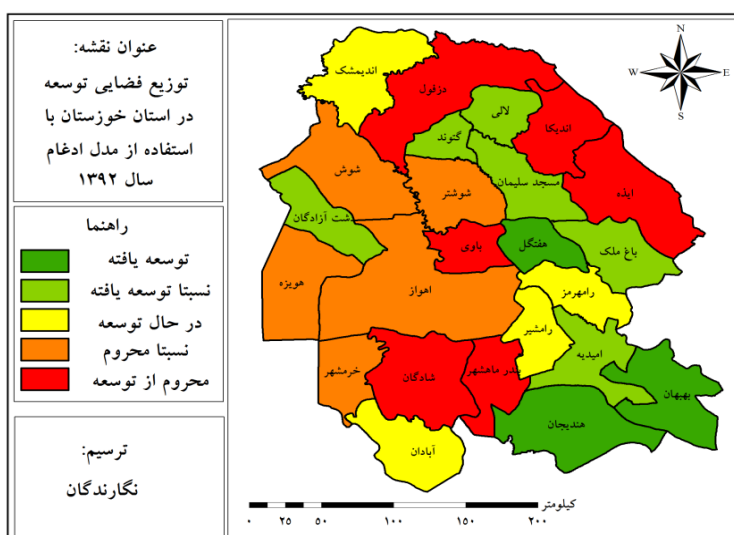 عنوان نقشه:
توزیع فضایی توسعه
در استان خوزستان با
استفاده از مدل ادغام
سال ۱۳۹۲
راهنما
توسعه یافته
نسبتا توسعه یافته
در حال توسعه
نسبتا محروم
محروم از توسعه
ترسیم:
نگارندگان
N
W E
S
اندیمشک
دزفول
لالی
اندیکا
گتوند
شوش
مسجد سلیمان
شوشتر
ایذه
دشت آزادگان
باوی
هفتگل
باغ ملک
هویزه
اهواز
رامهرمز
رامشیر
امیدیه
خرمشهر
شادگان
بندر ماهشهر
بهبهان
هندیجان
آبادان
کیلومتر
۰ ۲۵ ۵۰ ۱۰۰ ۱۵۰ ۲۰۰